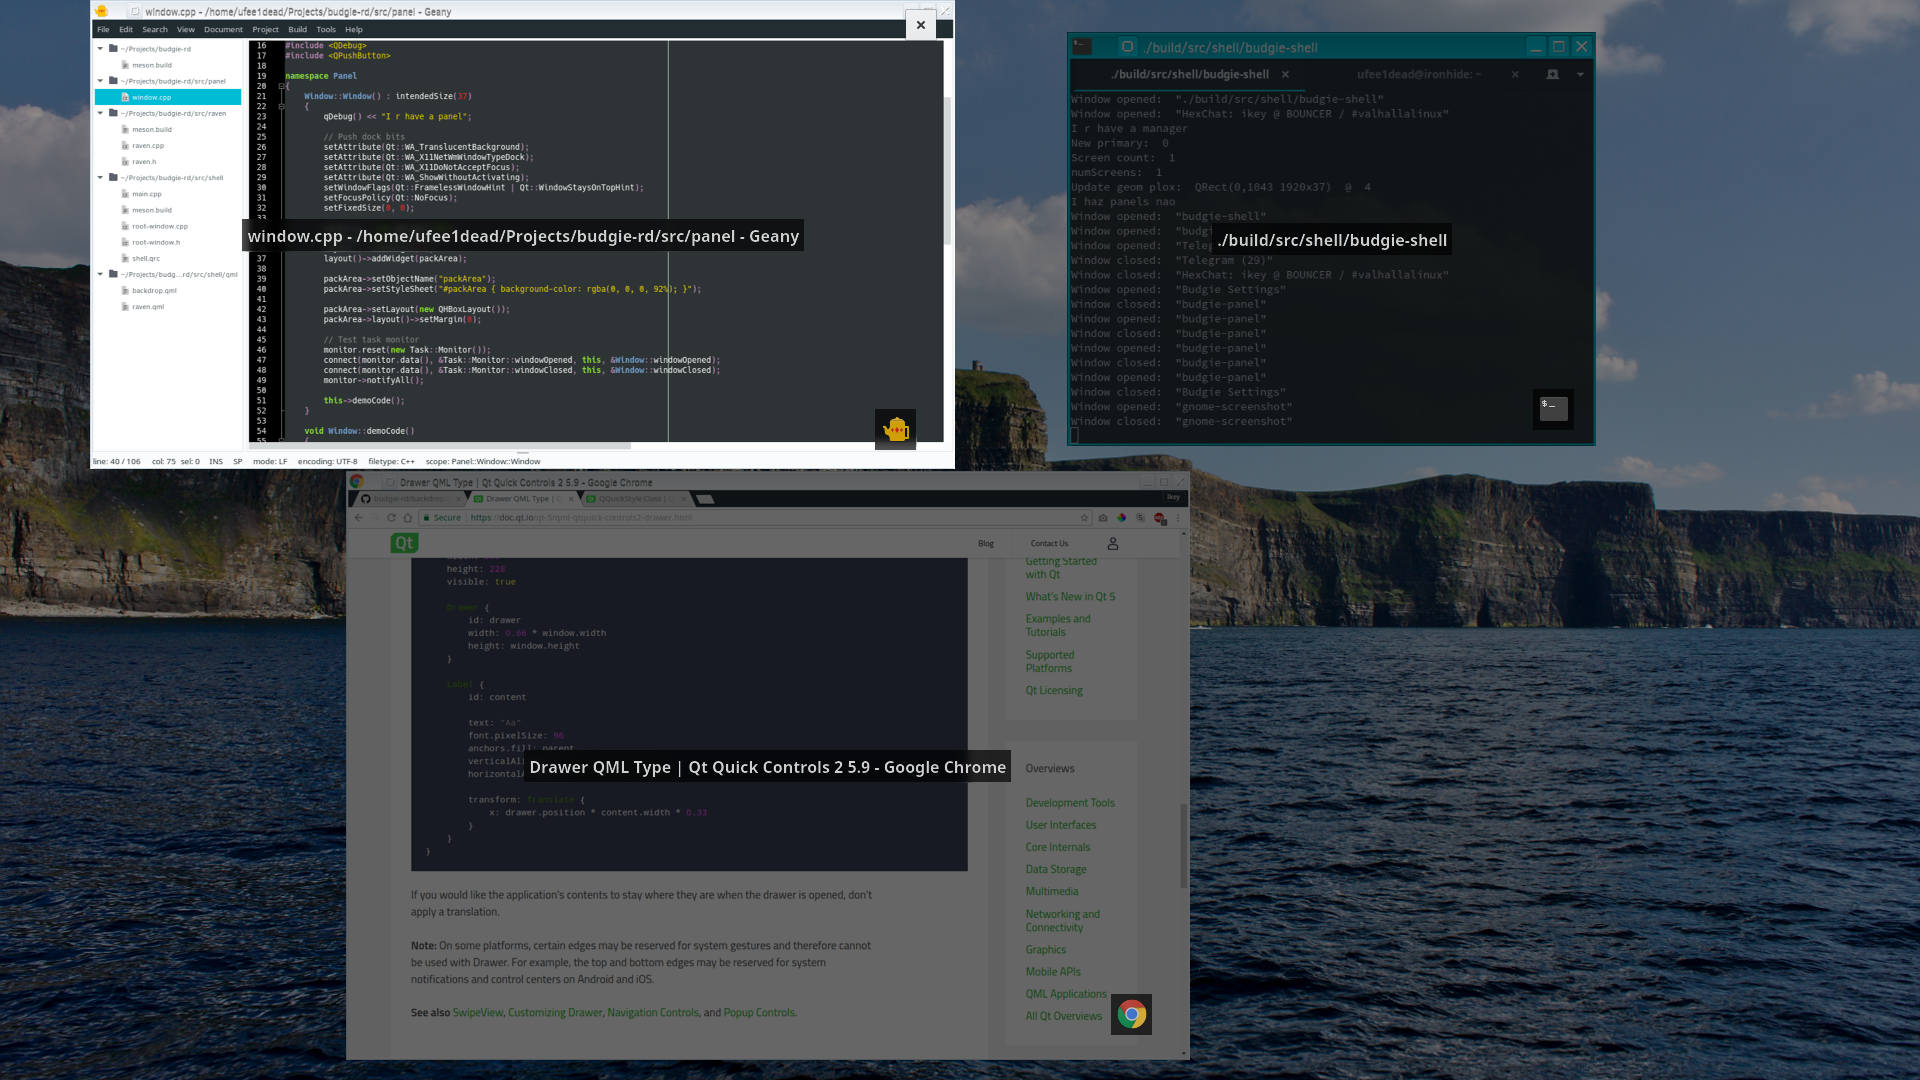 window.cpp - /home/ufee1dead/Projects/budgie-rd/src/panel - Geany
File Edit Search View Document Project Build Tools Help
~/Projects/budgie-rd
meson.build
~/Projects/budgie-rd/src/panel
window.cpp
~/Projects/budgie-rd/src/raven
meson.build
raven.cpp
raven.h
~/Projects/budgie-rd/src/shell
main.cpp
meson.build
root-window.cpp
root-window.h
shell.qrc
~/Projects/budg...rd/src/shell/qml
backdrop.qml
raven.qml
16 #include <QDebug>
17 #include <QPushButton>
18
19 namespace Panel
20 {
21 Window::Window() : intendedSize(37)
22 {
23 qDebug() << "I r have a panel";
24
25 // Push dock bits
26 setAttribute(Qt::WA_TranslucentBackground);
27 setAttribute(Qt::WA_X11NetWmWindowTypeDock);
28 setAttribute(Qt::WA_X11DoNotAcceptFocus);
29 setAttribute(Qt::WA_ShowWithoutActivating);
30 setWindowFlags(Qt::FramelessWindowHint | Qt::WindowStaysOnTopHint);
31 setFocusPolicy(Qt::NoFocus);
32 setFixedSize(0, 0);
33
window.cpp - /home/ufee1dead/Projects/budgie-rd/src/panel - Geany
37 layout()->addWidget(packArea);
38
39 packArea->setObjectName("packArea");
40 packArea->setStyleSheet("#packArea { background-color: rgba(0, 0, 0, 92%); }");
41
42 packArea->setLayout(new QHBoxLayout());
43 packArea->layout()->setMargin(0);
44
45 // Test task monitor
46 monitor.reset(new Task::Monitor());
47 connect(monitor.data(), &Task::Monitor::windowOpened, this, &Window::windowOpened);
48 connect(monitor.data(), &Task::Monitor::windowClosed, this, &Window::windowClosed);
49 monitor->notifyAll();
50
51 this->demoCode();
52 }
53
54 void Window::demoCode()
55 {
line: 40 / 106 col: 75 sel: 0 INS SP mode: LF encoding: UTF-8 filetype: C++ scope: Panel::Window::Window
./build/src/shell/budgie-shell
./build/src/shell/budgie-shell ufee1dead@ironhide: ~
Window opened: "./build/src/shell/budgie-shell"
Window opened: "HexChat: ikey @ BOUNCER / #valhallalinux"
I r have a manager
New primary: 0
Screen count: 1
numScreens: 1
Update geom plox: QRect(0,1043 1920x37) @ 4
I haz panels nao
Window opened: "budgie-shell"
Window opened:
./build/src/shell/budgie-shell
Window opened:
Window opened: "Telegram (29)"
Window closed: "HexChat: ikey @ BOUNCER / #valhallalinux"
Window opened: "Budgie Settings"
Window closed: "budgie-panel"
Window opened: "budgie-panel"
Window closed: "budgie-panel"
Window opened: "budgie-panel"
Window closed: "budgie-panel"
Window opened: "budgie-panel"
Window closed: "Budgie Settings"
Window opened: "gnome-screenshot"
Window closed: "gnome-screenshot"
$_
Drawer QML Type | Qt Quick Controls 2 5.9 - Google Chrome
budgie-rd/backdrop Drawer QML Type | QQuickStyle Class |
Ikey
Secure https://doc.qt.io/qt-5/qml-qtquick-controls2-drawer.html
Qt Blog Contact Us
height: 228
visible: true
Drawer {
id: drawer
width: 0.66 * window.width
height: window.height
}
Label {
id: content
text: "Aa"
font.pixelSize: 96
anchors.fill: parent
Drawer QML Type | Qt Quick Controls 2 5.9 - Google Chrome
transform: Translate {
x: drawer.position * content.width * 0.33
}
}
}
If you would like the application's contents to stay where they are when the drawer is opened, don't
apply a translation.
Note: On some platforms, certain edges may be reserved for system gestures and therefore cannot
be used with Drawer. For example, the top and bottom edges may be reserved for system
notifications and control centers on Android and iOS.
See also SwipeView, Customizing Drawer, Navigation Controls, and Popup Controls.
Getting Started
with Qt
What's New in Qt 5
Examples and
Tutorials
Supported
Platforms
Qt Licensing
Overviews
Development Tools
User Interfaces
Core Internals
Data Storage
Multimedia
Networking and
Connectivity
Graphics
Mobile APIs
QML Applications
All Qt Overviews